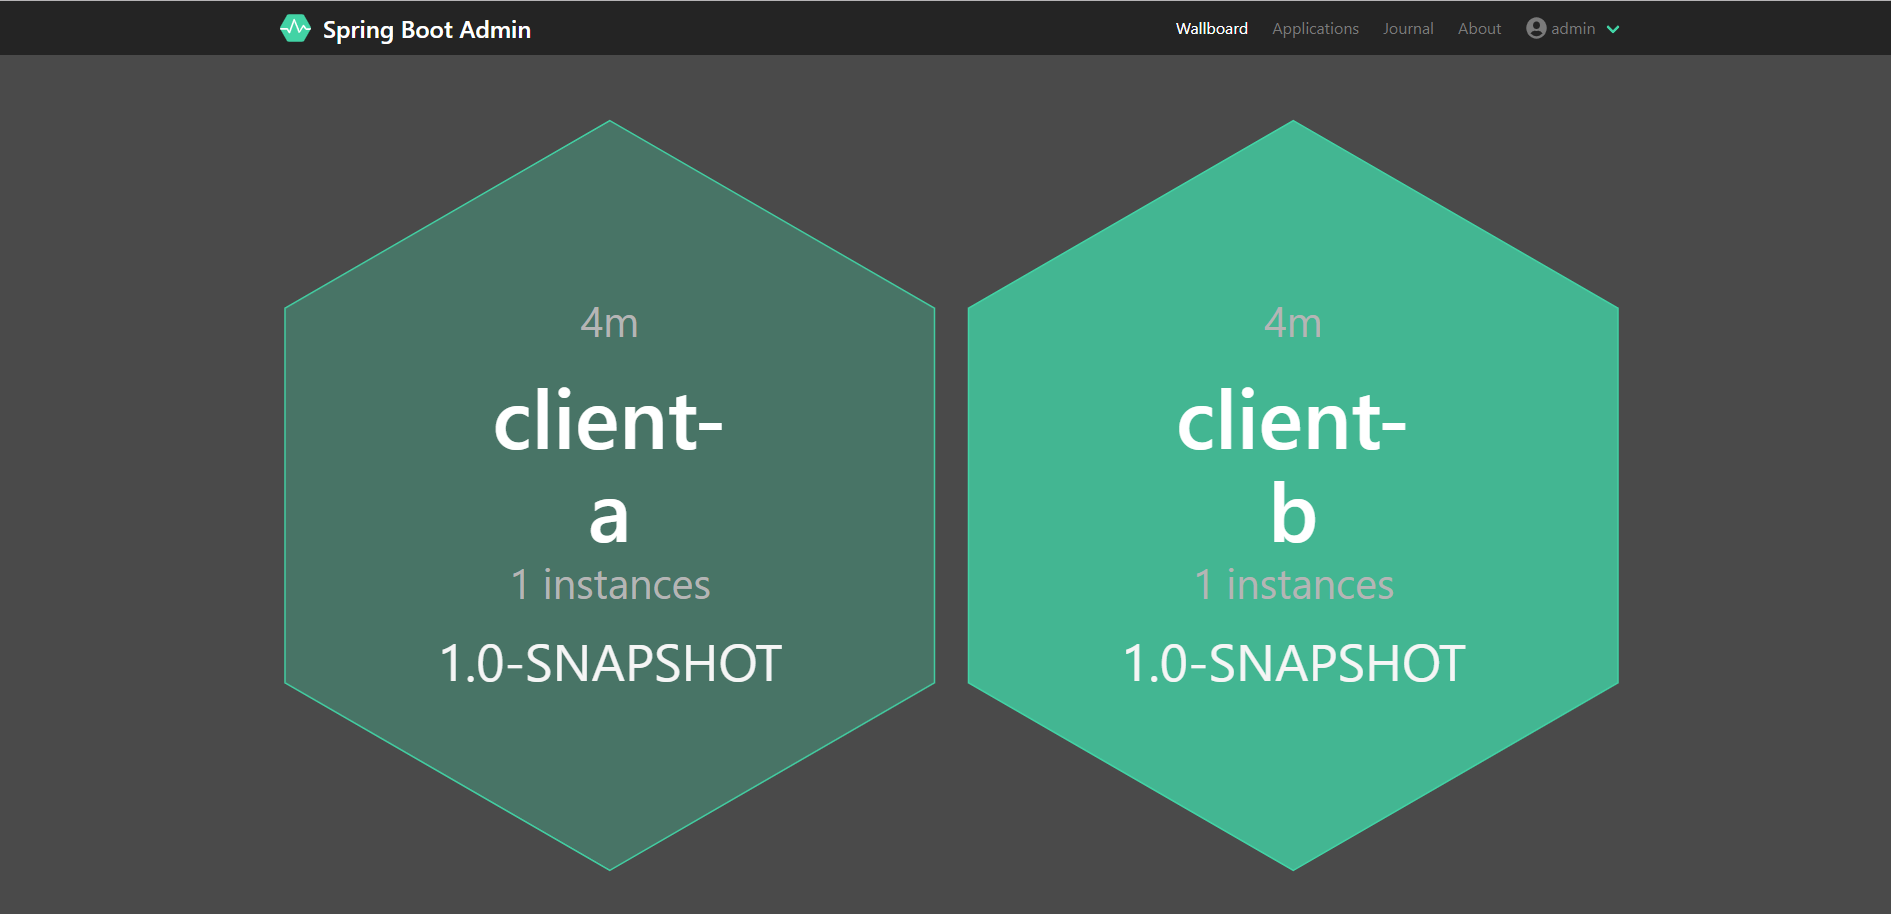 Spring Boot Admin
Wallboard Applications Journal About admin
4m
client-
a
1 instances
1.0-SNAPSHOT
4m
client-
b
1 instances
1.0-SNAPSHOT